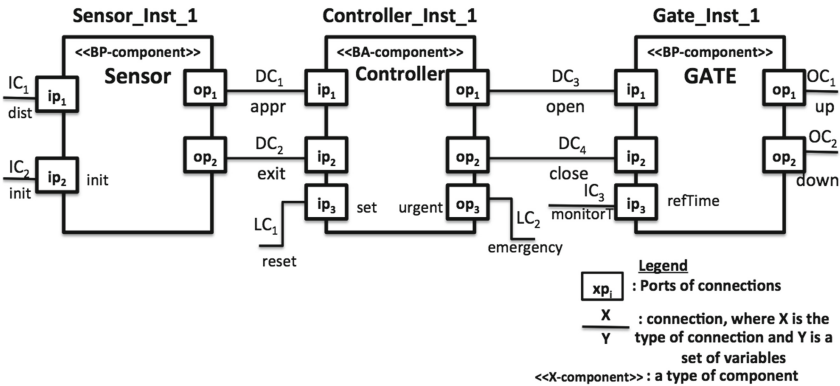 Sensor_Inst_1 Controller_Inst_1 Gate_Inst_1
<<BP-component>> <<BA-component>> <<BP-component>>
Sensor Controller GATE
IC1 ip1 op1 DC1 ip1 op1 DC3 ip1 op1 OC1
dist appr open up
IC2 ip2 op2 DC2 ip2 op2 DC4 ip2 op2 OC2
init init exit close down
LC1 ip3 set urgent op3 LC2 IC3 ip3 refTime
monitorT
reset emergency
Legend
xpi : Ports of connections
X : connection, where X is the
Y type of connection and Y is a
set of variables
<<X-component>> : a type of component